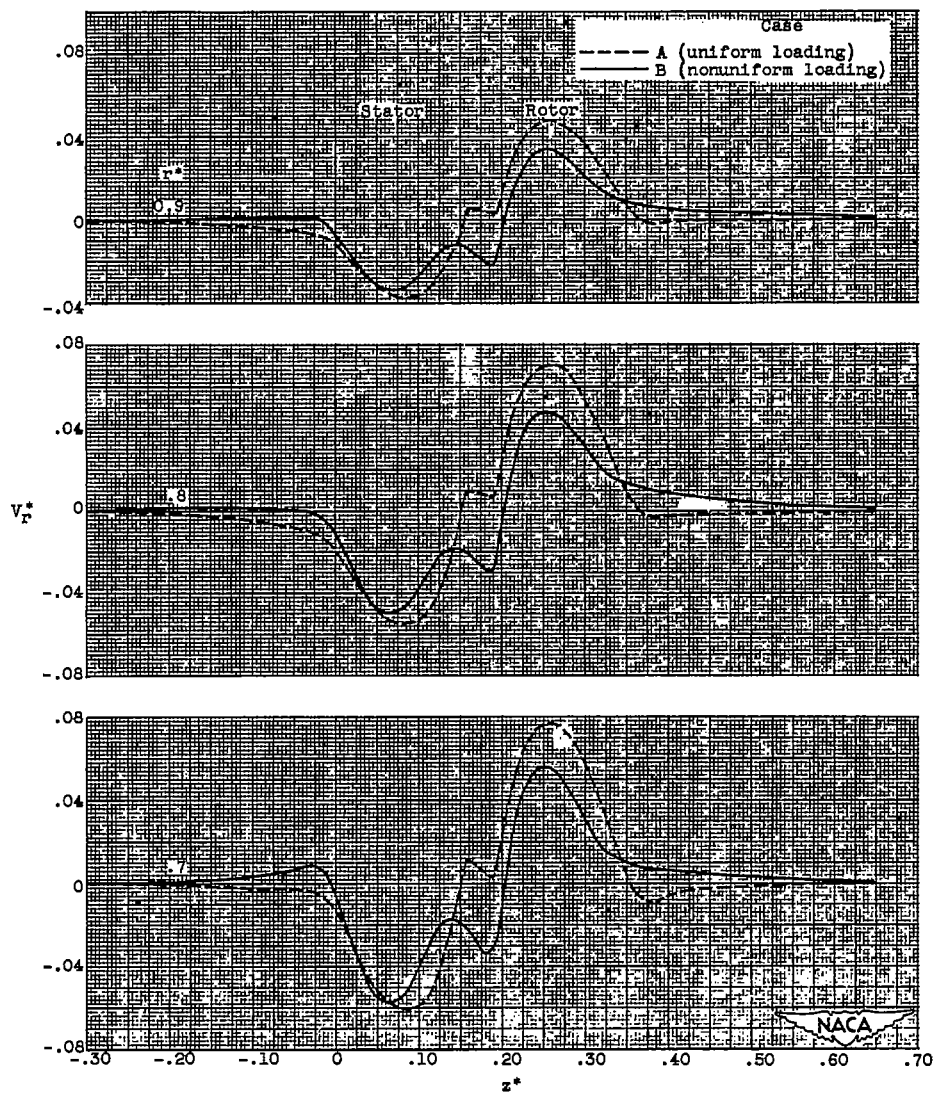 .08
Case
A (uniform loading)
B (nonuniform loading)
Stator
Rotor
.04
r*
0.9
0
-.04
.08
.04
.8
0
V_r^*
-.04
-.08
.08
.04
.7
0
-.04
-.08
NACA
-.30 -.20 -.10 0 .10 .20 .30 .40 .50 .60 .70
z*